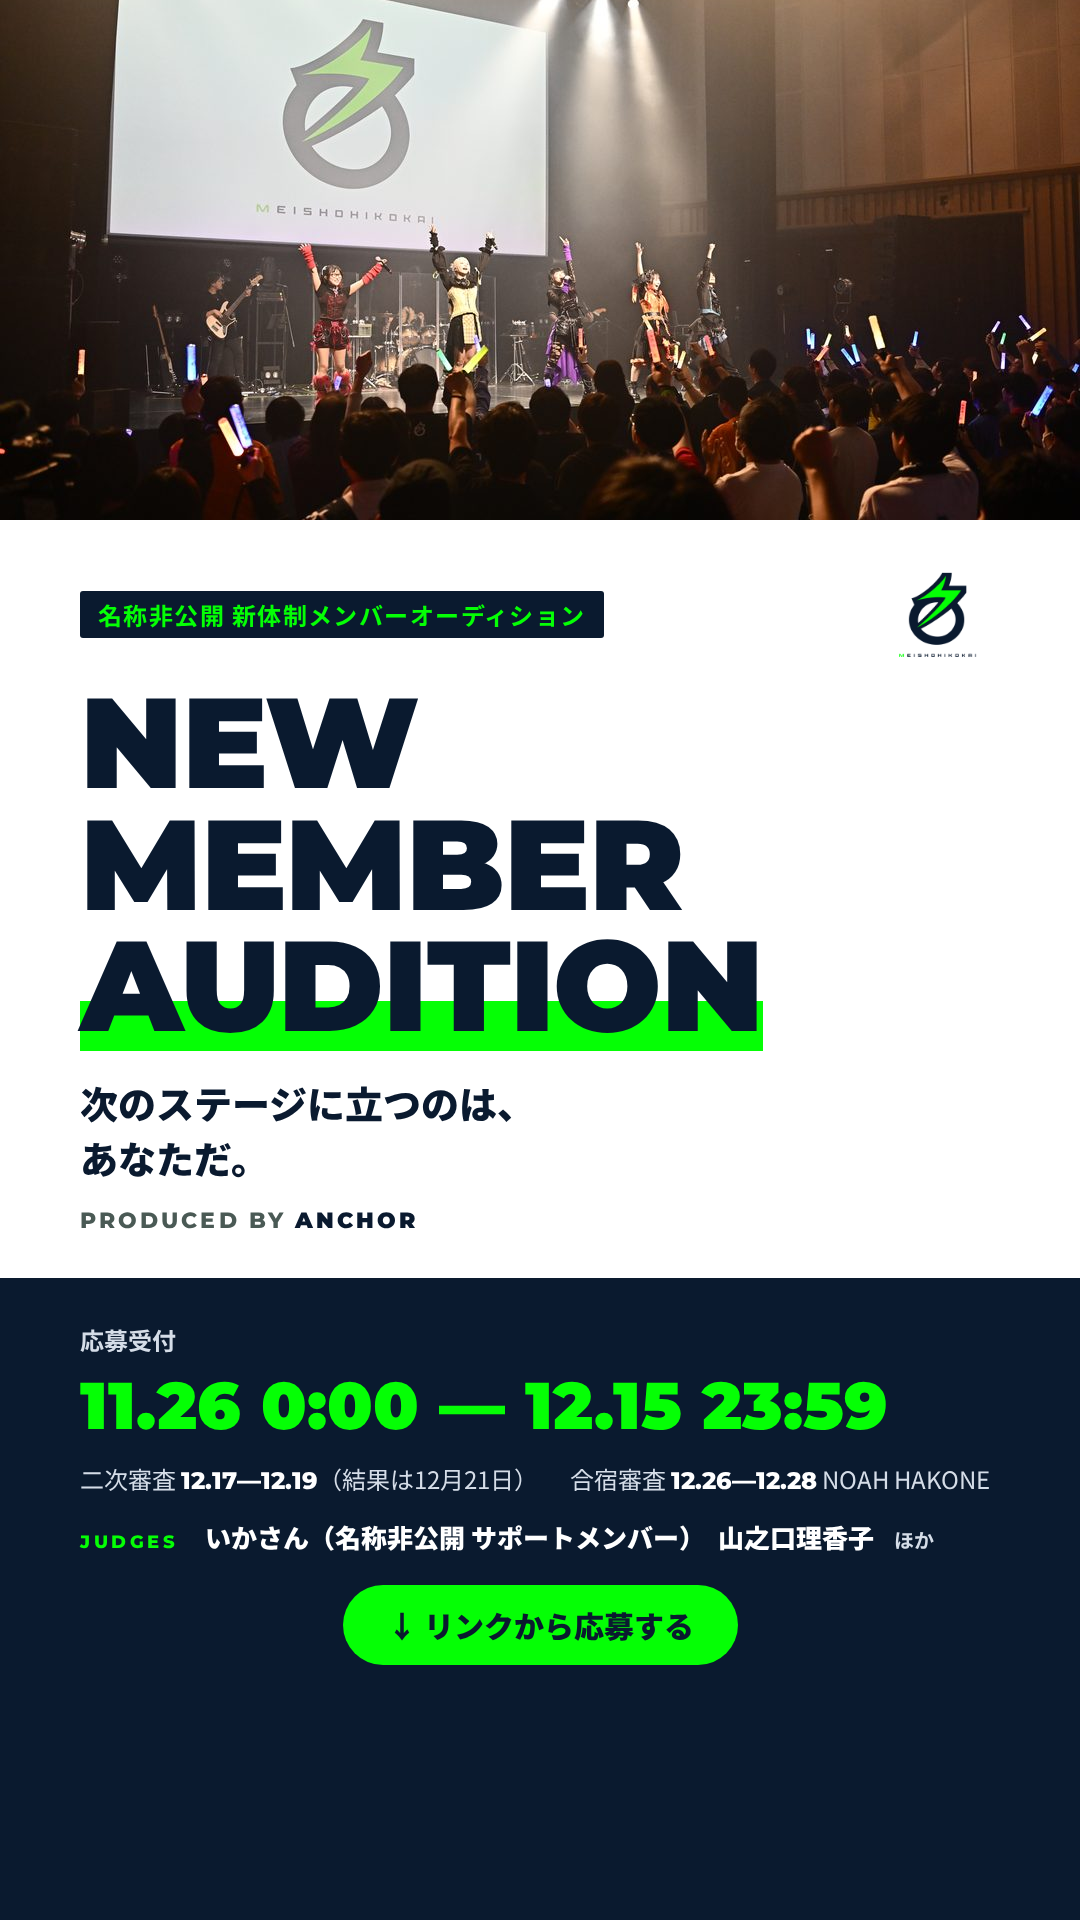 MEISHOHIKOKAI
名称非公開 新体制メンバーオーディション
MEISHOHIKOKAI
NEW
MEMBER
AUDITION
次のステージに立つのは、
あなただ。
PRODUCED BY ANCHOR
応募受付
11.26 0:00 — 12.15 23:59
二次審査 12.17—12.19（結果は12月21日） 合宿審査 12.26—12.28 NOAH HAKONE
JUDGES いかさん（名称非公開 サポートメンバー） 山之口理香子 ほか
↓ リンクから応募する